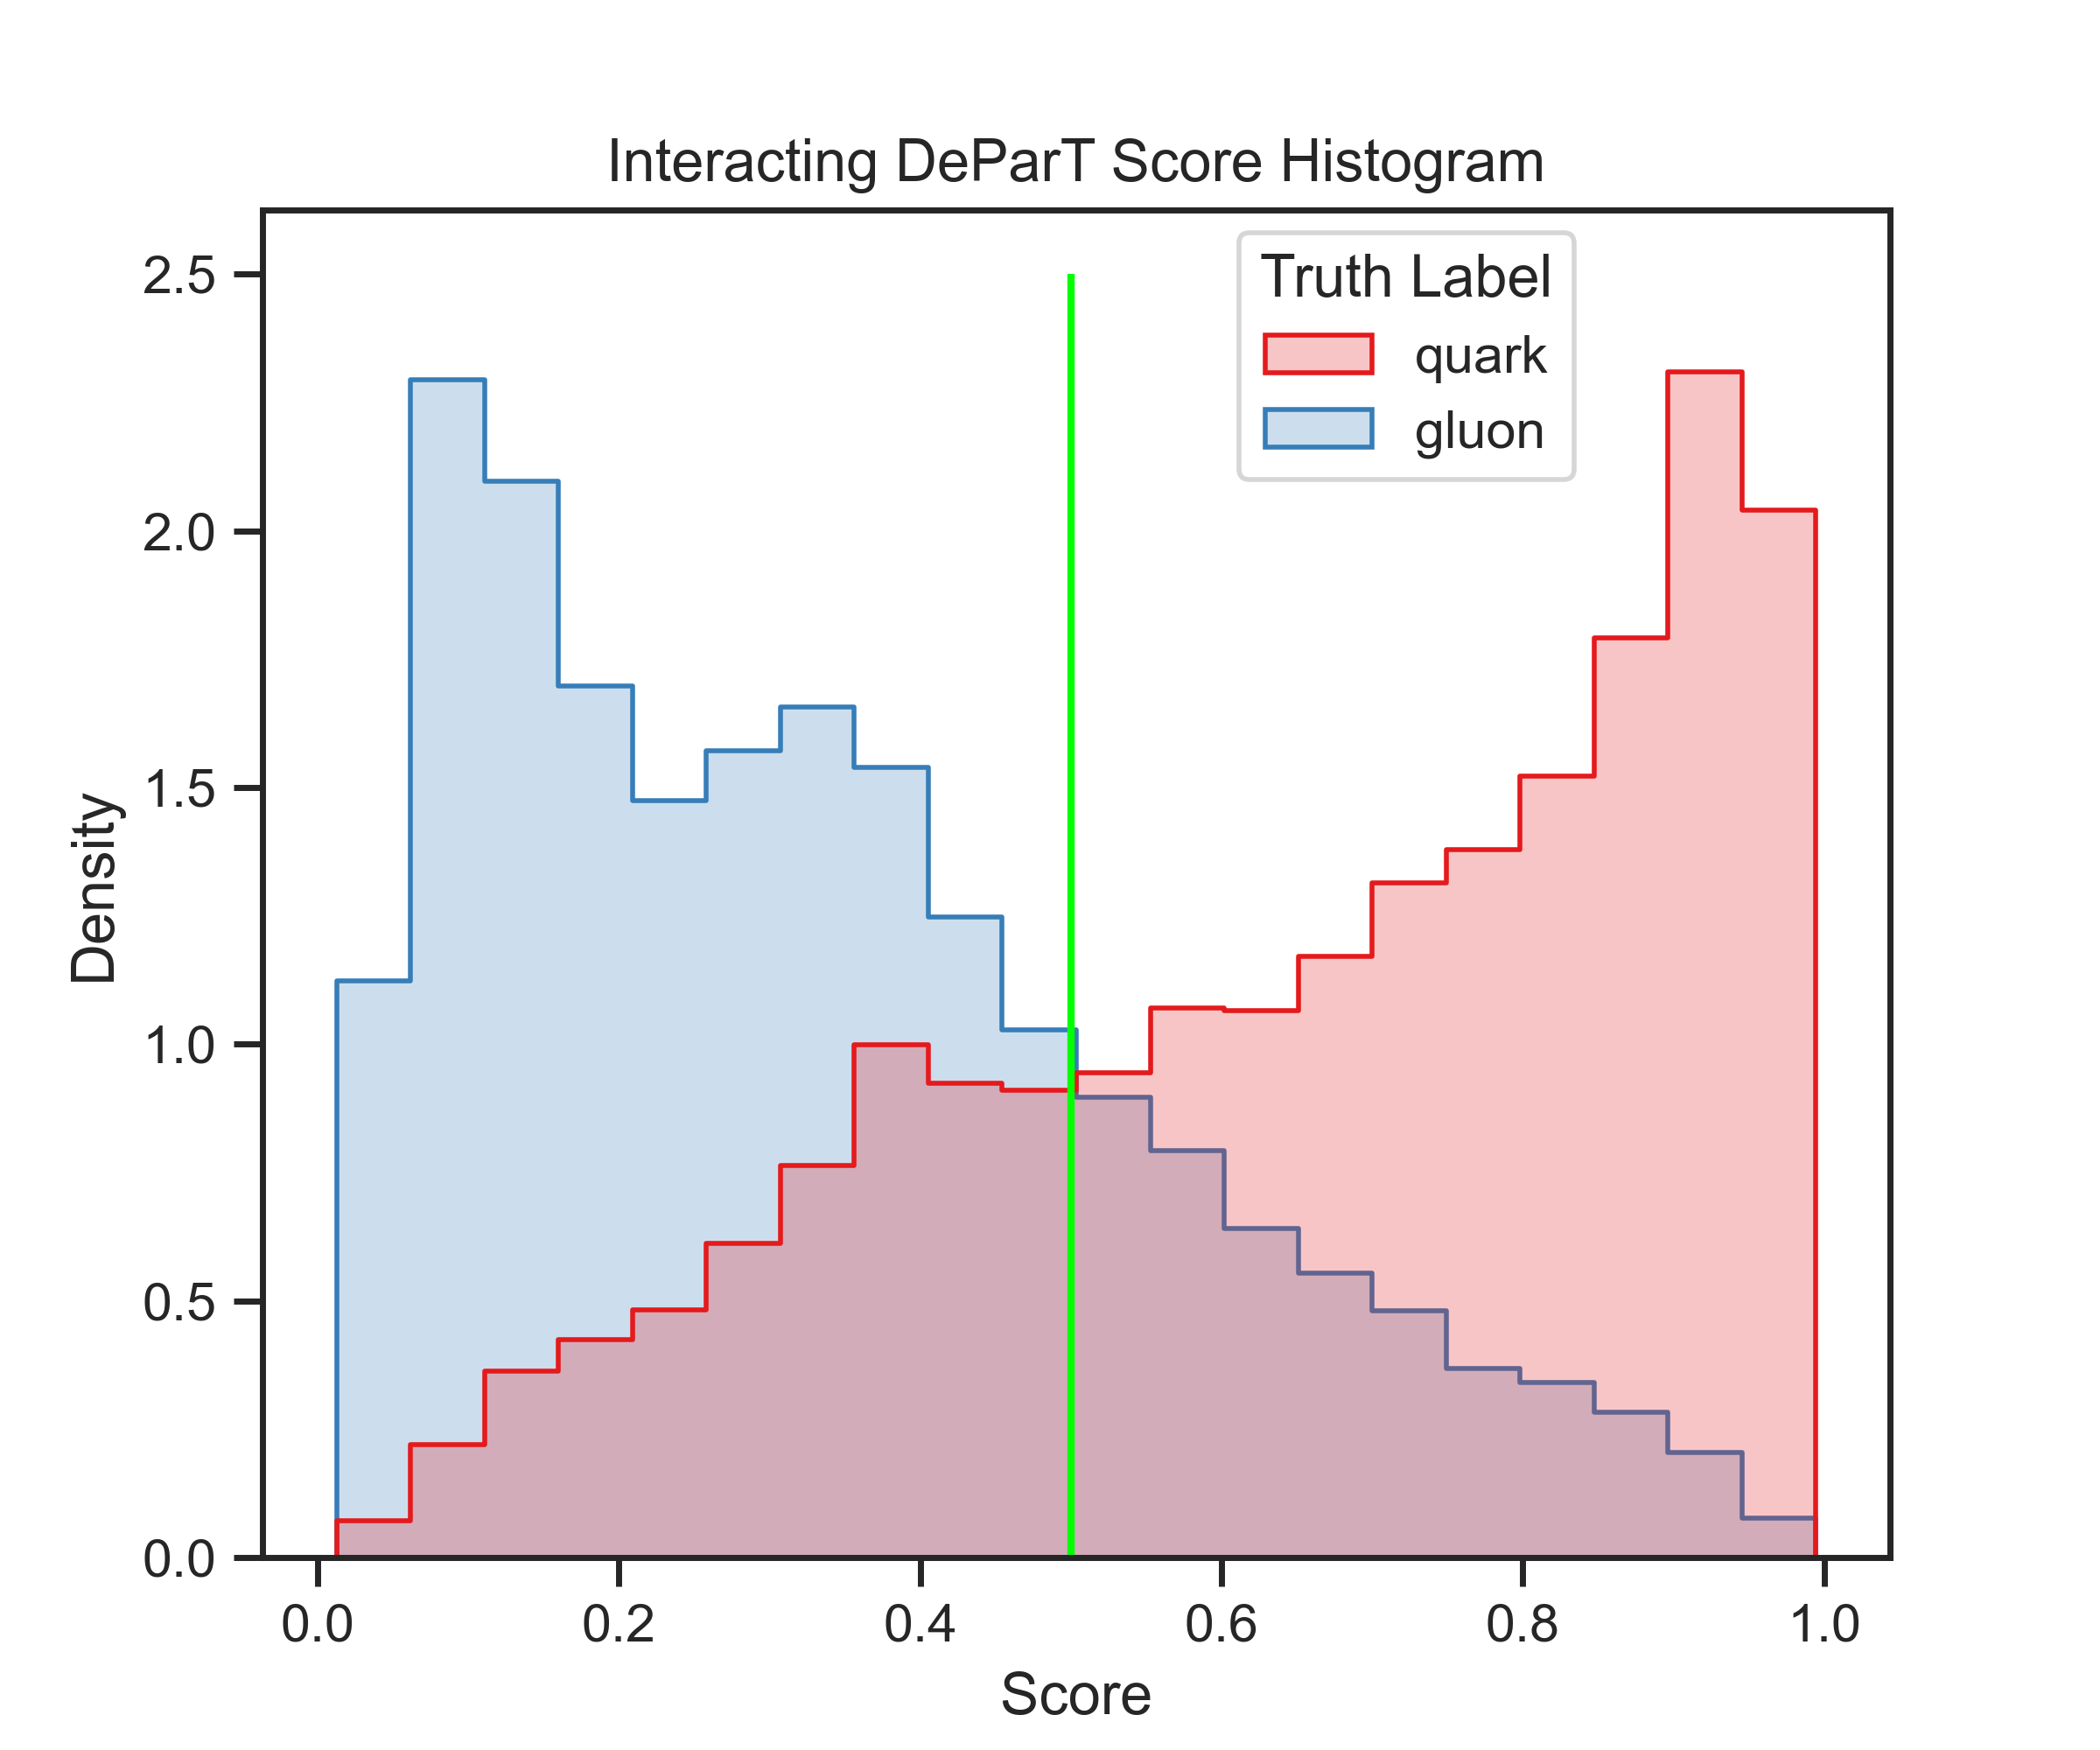 Interacting DeParT Score Histogram
Truth Label
quark
gluon
Density
2.5
2.0
1.5
1.0
0.5
0.0
0.0 0.2 0.4 0.6 0.8 1.0
Score